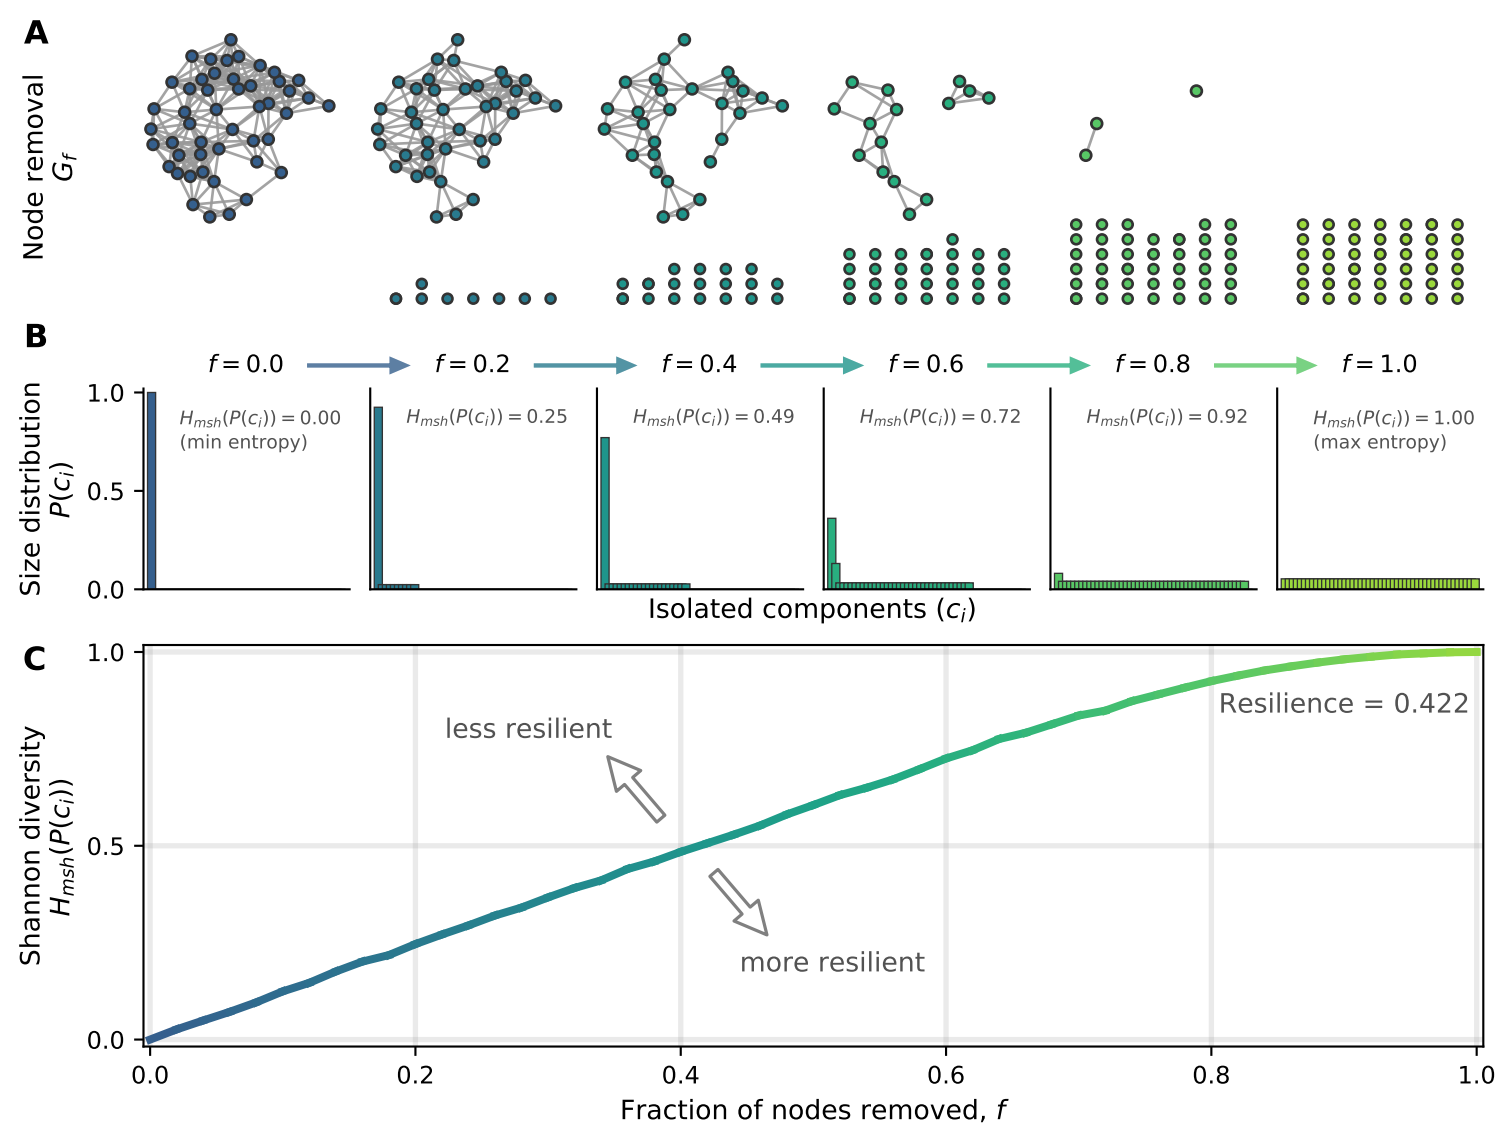 A
Node removal
G_f
B
f = 0.0
f = 0.2
f = 0.4
f = 0.6
f = 0.8
f = 1.0
Size distribution
P(c_i)
1.0
0.5
0.0
H_msh(P(c_i)) = 0.00
(min entropy)
H_msh(P(c_i)) = 0.25
H_msh(P(c_i)) = 0.49
H_msh(P(c_i)) = 0.72
H_msh(P(c_i)) = 0.92
H_msh(P(c_i)) = 1.00
(max entropy)
Isolated components (c_i)
C
Shannon diversity
H_msh(P(c_i))
1.0
0.5
0.0
Resilience = 0.422
less resilient
more resilient
0.0
0.2
0.4
0.6
0.8
1.0
Fraction of nodes removed, f